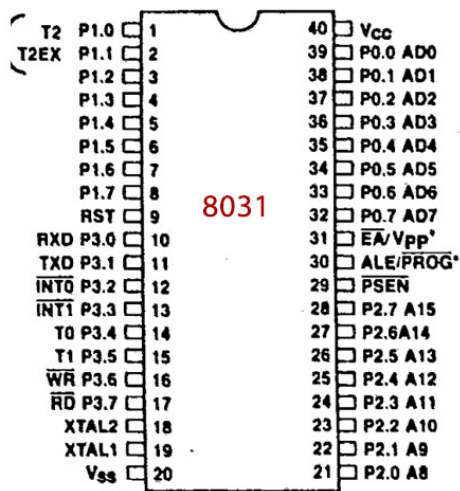 T2 P1.0 1 40 Vcc
T2EX P1.1 2 39 P0.0 AD0
P1.2 3 38 P0.1 AD1
P1.3 4 37 P0.2 AD2
P1.4 5 36 P0.3 AD3
P1.5 6 35 P0.4 AD4
P1.6 7 34 P0.5 AD5
P1.7 8 33 P0.6 AD6
RST 9 8031 32 P0.7 AD7
RXD P3.0 10 31 E̅A̅/VPP*
TXD P3.1 11 30 ALE/P̅R̅O̅G̅*
I̅N̅T̅0̅ P3.2 12 29 P̅S̅E̅N̅
I̅N̅T̅1̅ P3.3 13 28 P2.7 A15
T0 P3.4 14 27 P2.6A14
T1 P3.5 15 26 P2.5 A13
W̅R̅ P3.6 16 25 P2.4 A12
R̅D̅ P3.7 17 24 P2.3 A11
XTAL2 18 23 P2.2 A10
XTAL1 19 22 P2.1 A9
Vss 20 21 P2.0 A8